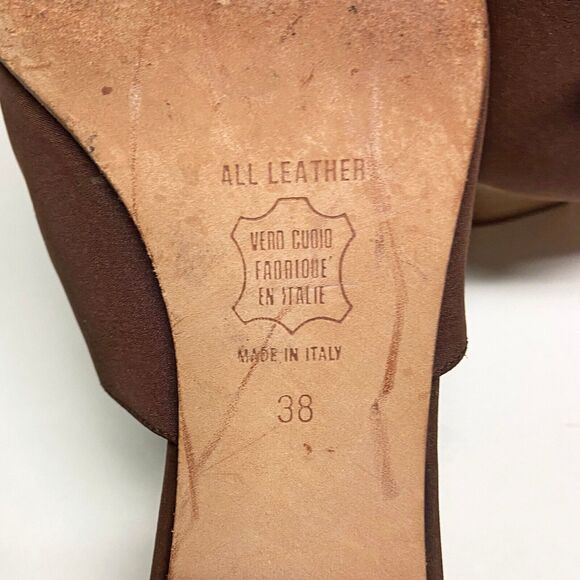 ALL LEATHER
VERO CUOIO
FABRIQUE'
EN ITALIE
MADE IN ITALY
38